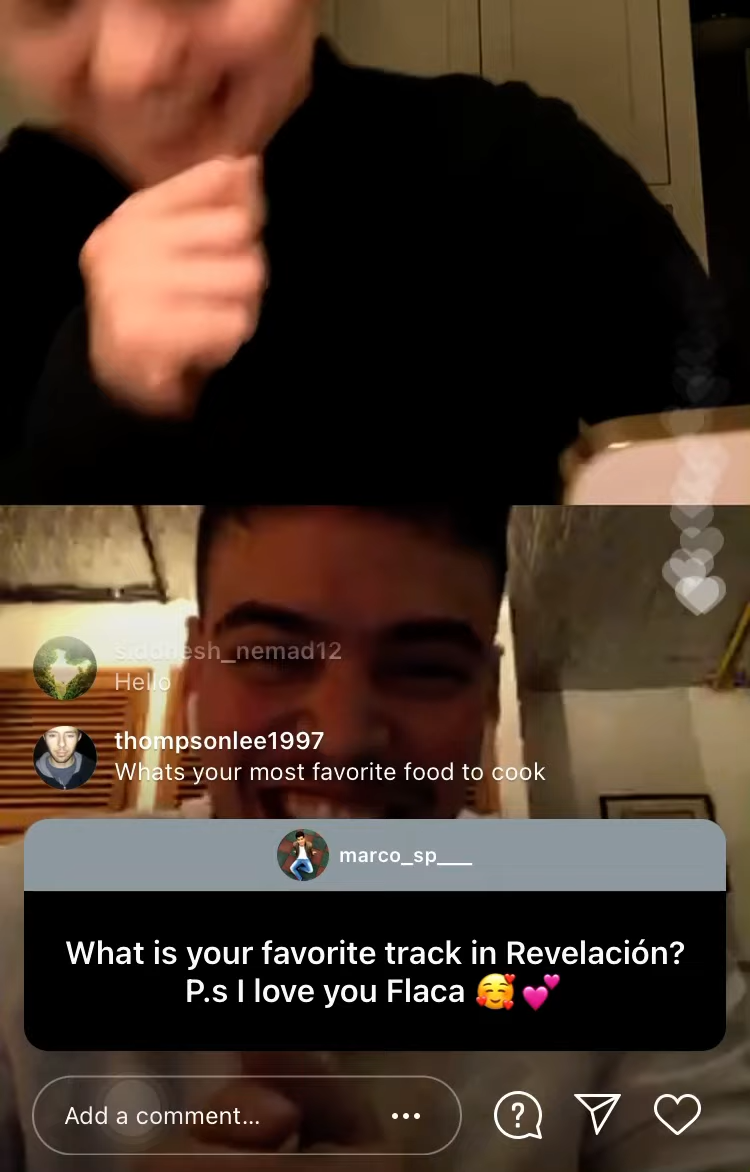 siddhesh_nemad12
Hello
thompsonlee1997
Whats your most favorite food to cook
marco_sp___
What is your favorite track in Revelación?
P.s I love you Flaca 🥰 💕
Add a comment...